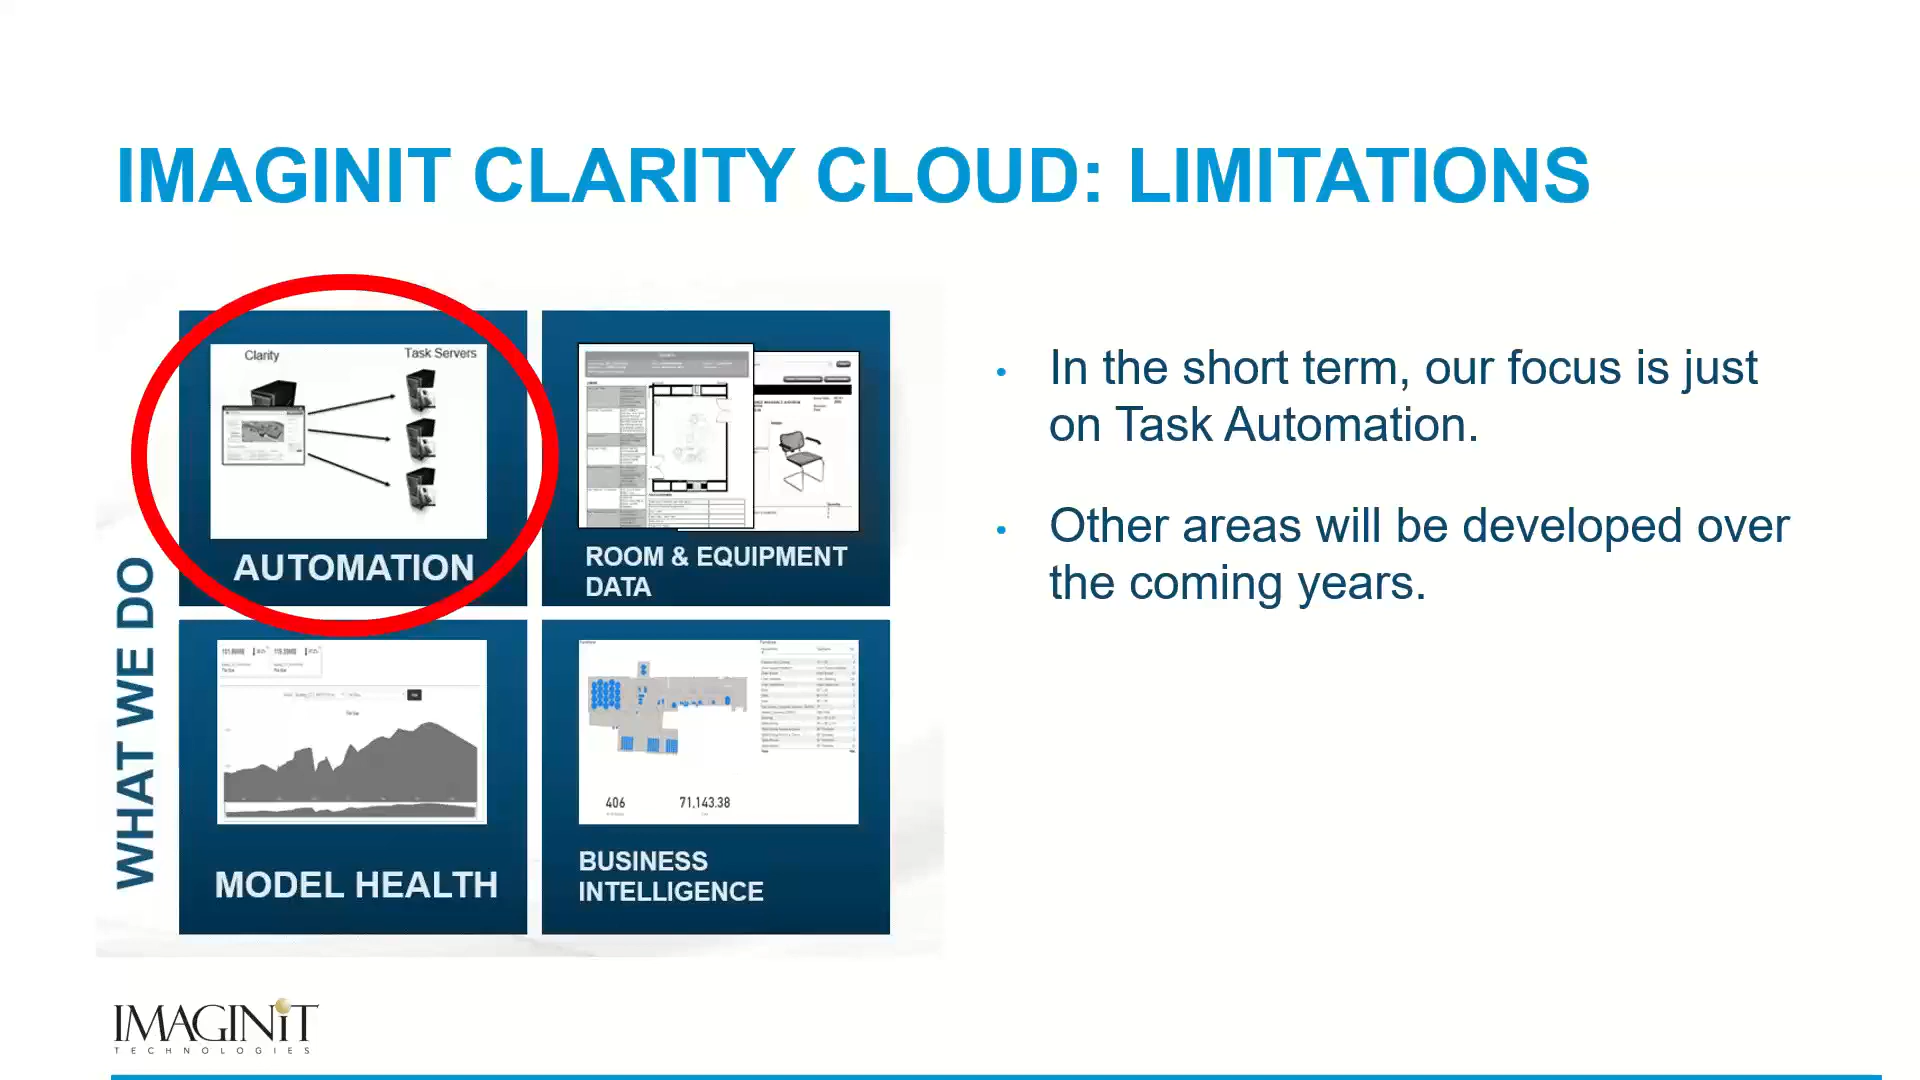 IMAGINIT CLARITY CLOUD: LIMITATIONS
Clarity
Task Servers
AUTOMATION
ROOM & EQUIPMENT
DATA
WHAT WE DO
MODEL HEALTH
406
71,143.38
BUSINESS
INTELLIGENCE
• In the short term, our focus is just
on Task Automation.
• Other areas will be developed over
the coming years.
IMAGINIT
TECHNOLOGIES